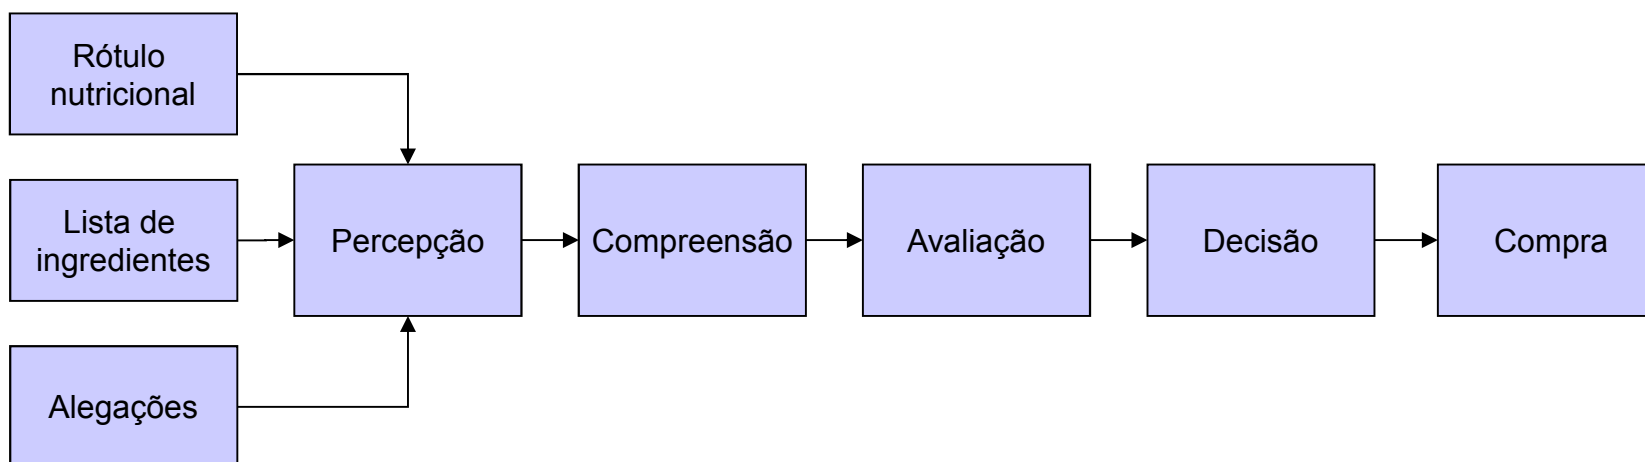 Rótulo
nutricional
Lista de
ingredientes
Alegações
Percepção
Compreensão
Avaliação
Decisão
Compra